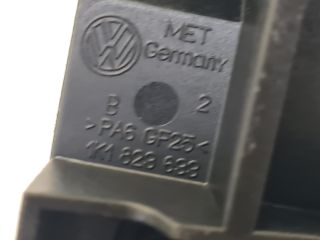 MET
Germany
B 2
>PA6 GF25<
1K1 823 633